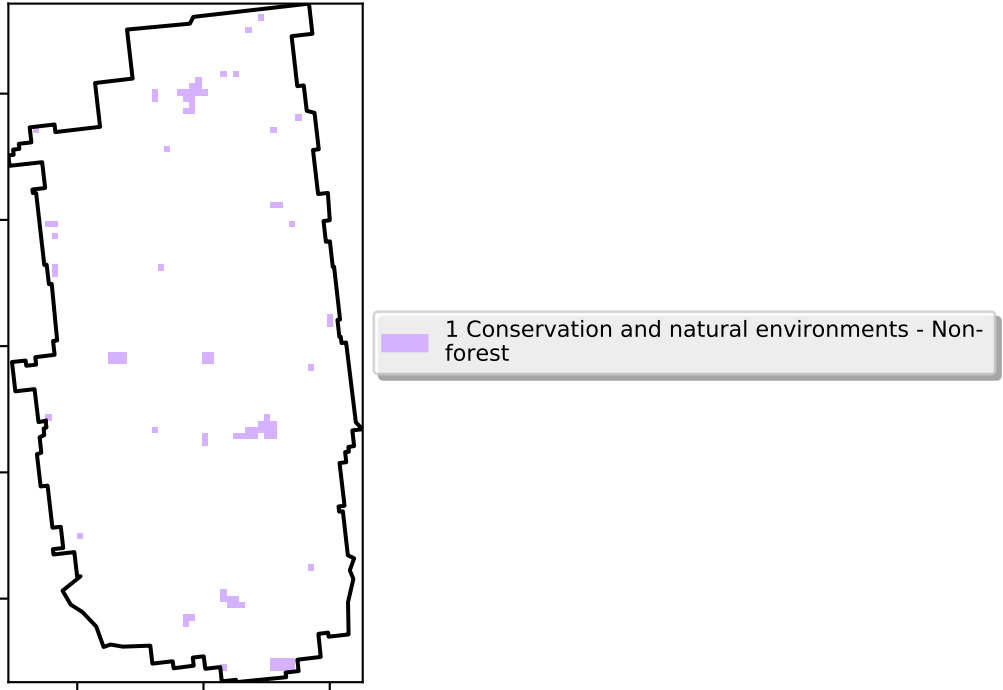 1 Conservation and natural environments - Non-
forest